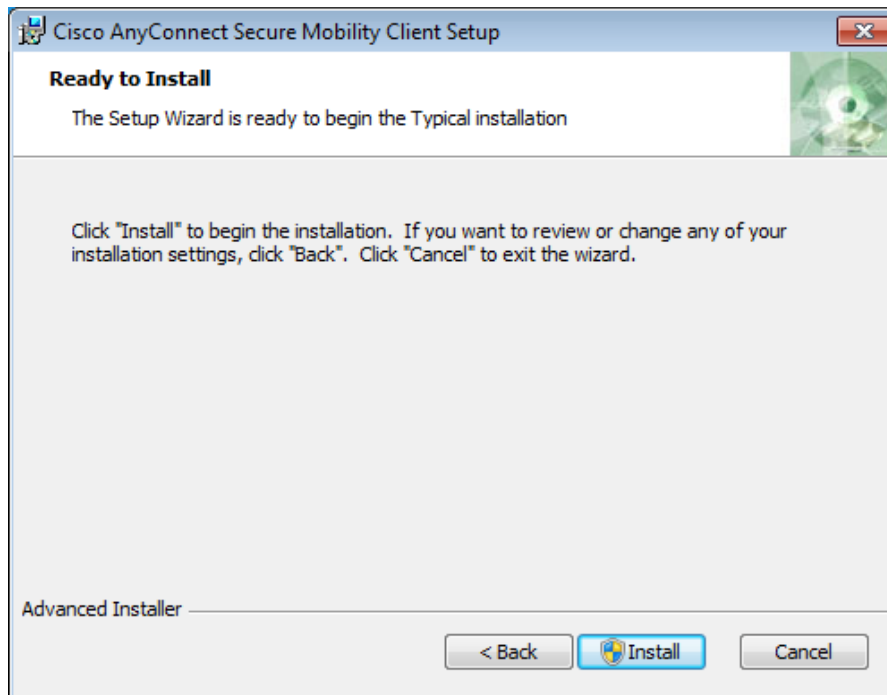 Cisco AnyConnect Secure Mobility Client Setup
Ready to Install
The Setup Wizard is ready to begin the Typical installation
Click "Install" to begin the installation.  If you want to review or change any of your
installation settings, click "Back".  Click "Cancel" to exit the wizard.
Advanced Installer
< Back
Install
Cancel